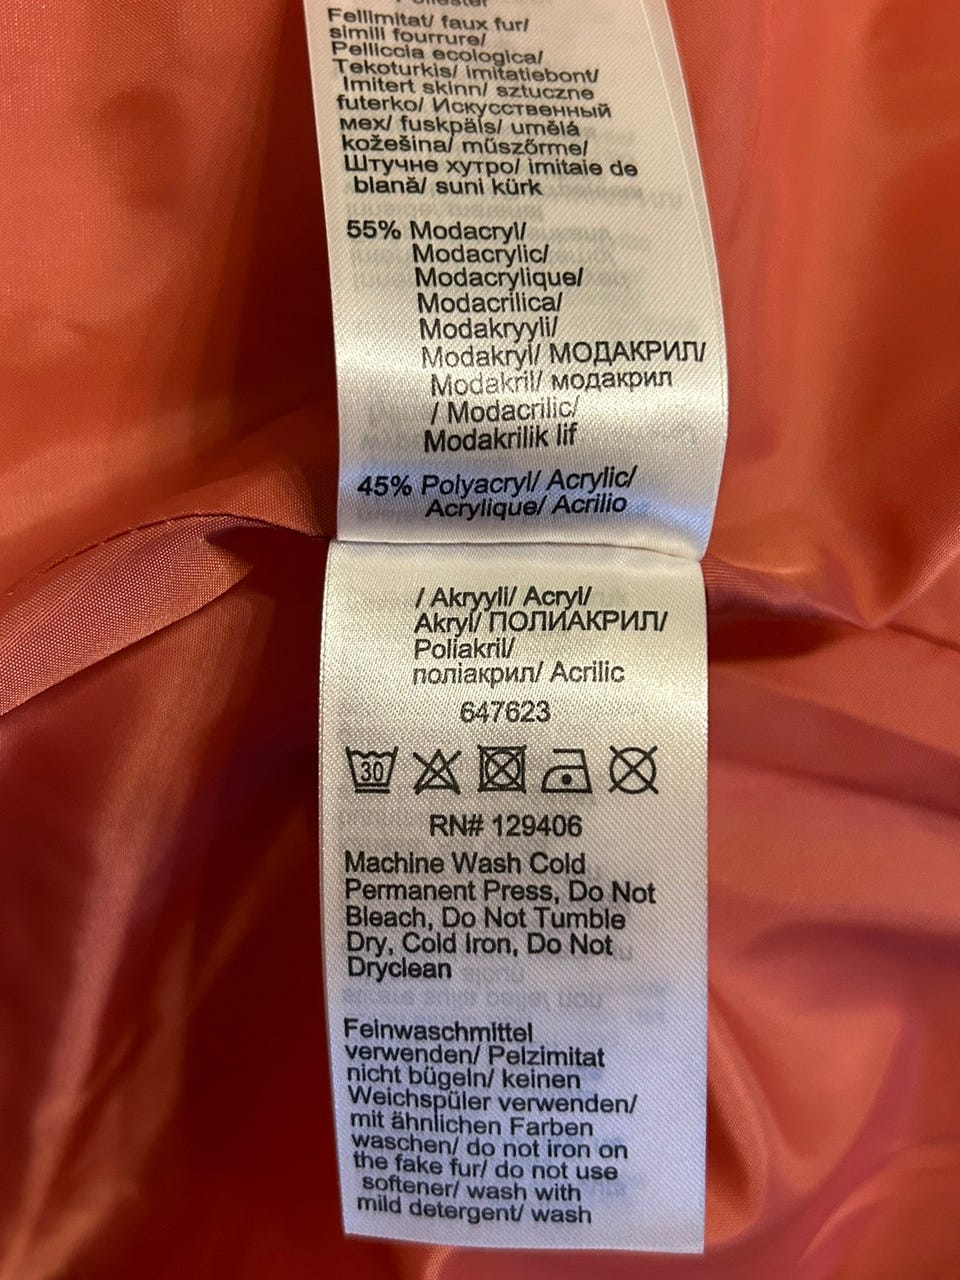 Poliester
Fellimitat/ faux fur/
simili fourrure/
Pelliccia ecologica/
Tekoturkis/ imitatiebont/
Imitert skinn/ sztuczne
futerko/ Искусственный
мех/ fuskpäls/ umělá
kožešina/ műszőrme/
Штучне хутро/ imitaie de
blană/ suni kürk
55% Modacryl/
Modacrylic/
Modacrylique/
Modacrilica/
Modakryyli/
Modakryl/ МОДАКРИЛ/
Modakril/ модакрил
/ Modacrilic/
Modakrilik lif
45% Polyacryl/ Acrylic/
Acrylique/ Acrilio
/ Akryyli/ Acryl/
Akryl/ ПОЛИАКРИЛ/
Poliakril/
поліакрил/ Acrilic
647623
30
RN# 129406
Machine Wash Cold
Permanent Press, Do Not
Bleach, Do Not Tumble
Dry, Cold Iron, Do Not
Dryclean
Feinwaschmittel
verwenden/ Pelzimitat
nicht bügeln/ keinen
Weichspüler verwenden/
mit ähnlichen Farben
waschen/ do not iron on
the fake fur/ do not use
softener/ wash with
mild detergent/ wash